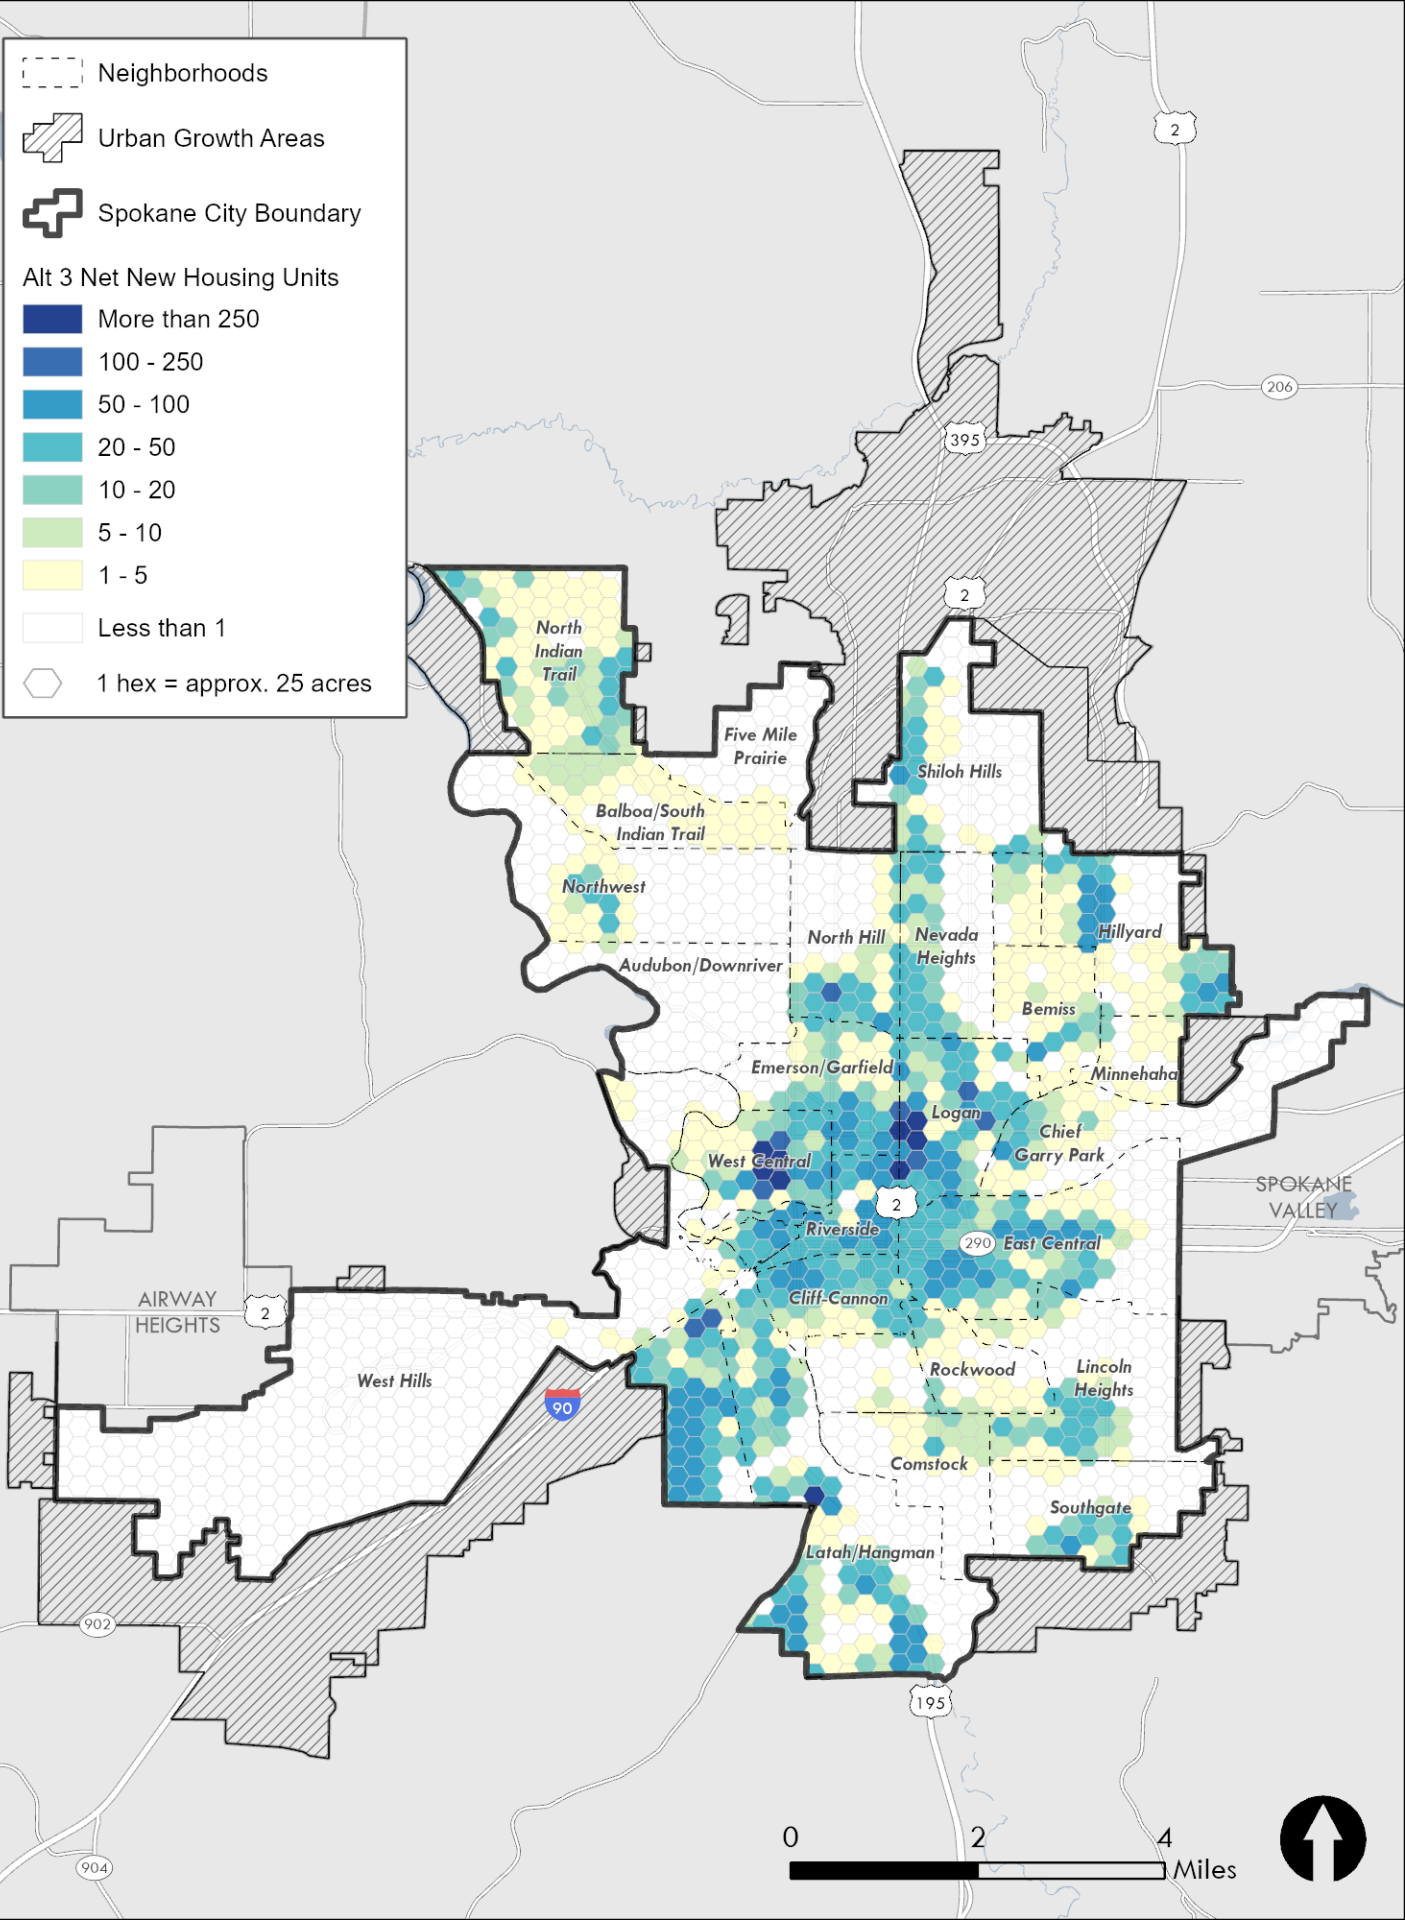 Neighborhoods
Urban Growth Areas
Spokane City Boundary
Alt 3 Net New Housing Units
More than 250
100 - 250
50 - 100
20 - 50
10 - 20
5 - 10
1 - 5
Less than 1
1 hex = approx. 25 acres
2
206
395
2
North
Indian
Trail
Five Mile
Prairie
Shiloh Hills
Balboa/South
Indian Trail
Northwest
North Hill
Nevada
Heights
Hillyard
Audubon/Downriver
Bemiss
Emerson/Garfield
Minnehaha
Logan
Chief
Garry Park
West Central
SPOKANE
VALLEY
2
Riverside
290
East Central
AIRWAY
HEIGHTS
2
Cliff-Cannon
West Hills
Rockwood
Lincoln
Heights
90
Comstock
Southgate
Latah/Hangman
902
195
0 2 4
Miles
904